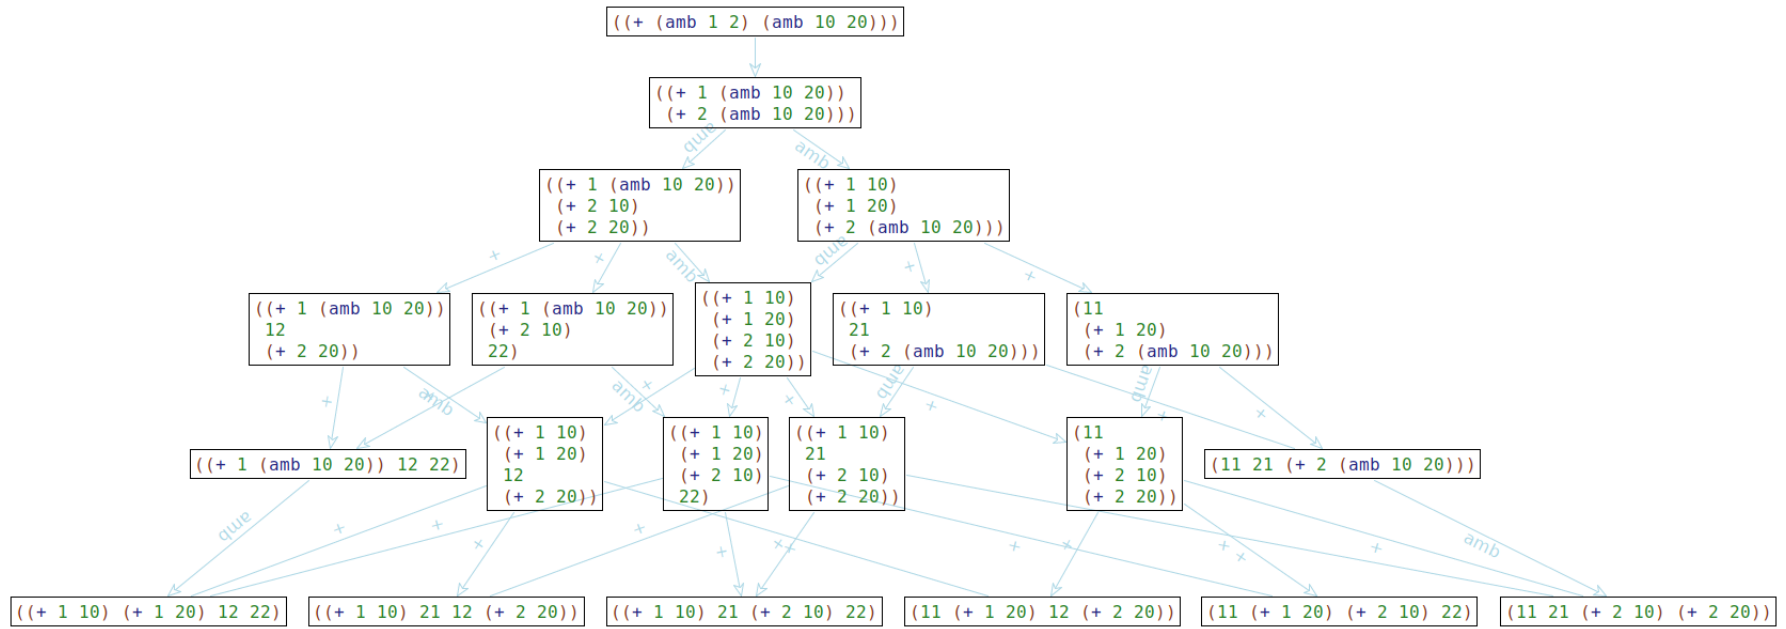 ((+ (amb 1 2) (amb 10 20)))
((+ 1 (amb 10 20))
(+ 2 (amb 10 20)))
amb
amb
((+ 1 (amb 10 20))
(+ 2 10)
(+ 2 20))
((+ 1 10)
(+ 1 20)
(+ 2 (amb 10 20)))
+
+
amb
amb
+
+
((+ 1 (amb 10 20))
12
(+ 2 20))
((+ 1 (amb 10 20))
(+ 2 10)
22)
((+ 1 10)
(+ 1 20)
(+ 2 10)
(+ 2 20))
((+ 1 10)
21
(+ 2 (amb 10 20)))
(11
(+ 1 20)
(+ 2 (amb 10 20)))
+
amb
+
amb
+
+
+
amb
+
amb
+
+
((+ 1 (amb 10 20)) 12 22)
((+ 1 10)
(+ 1 20)
12
(+ 2 20))
((+ 1 10)
(+ 1 20)
(+ 2 10)
22)
((+ 1 10)
21
(+ 2 10)
(+ 2 20))
(11
(+ 1 20)
(+ 2 10)
(+ 2 20))
(11 21 (+ 2 (amb 10 20)))
amb
+
+
+
+
+
+
+
+
+
+
+
+
amb
((+ 1 10) (+ 1 20) 12 22)
((+ 1 10) 21 12 (+ 2 20))
((+ 1 10) 21 (+ 2 10) 22)
(11 (+ 1 20) 12 (+ 2 20))
(11 (+ 1 20) (+ 2 10) 22)
(11 21 (+ 2 10) (+ 2 20))